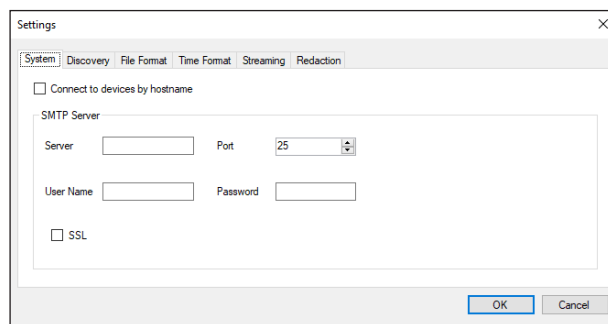 Settings
System Discovery File Format Time Format Streaming Redaction
Connect to devices by hostname
SMTP Server
Server Port 25
User Name Password
SSL
OK Cancel